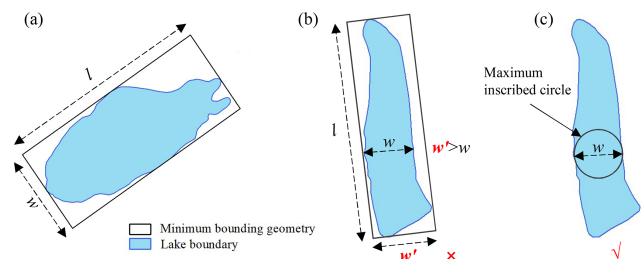 (a)
l
w
(b)
l
w
w'>w
w'
×
(c)
Maximum
inscribed circle
w
√
Minimum bounding geometry
Lake boundary